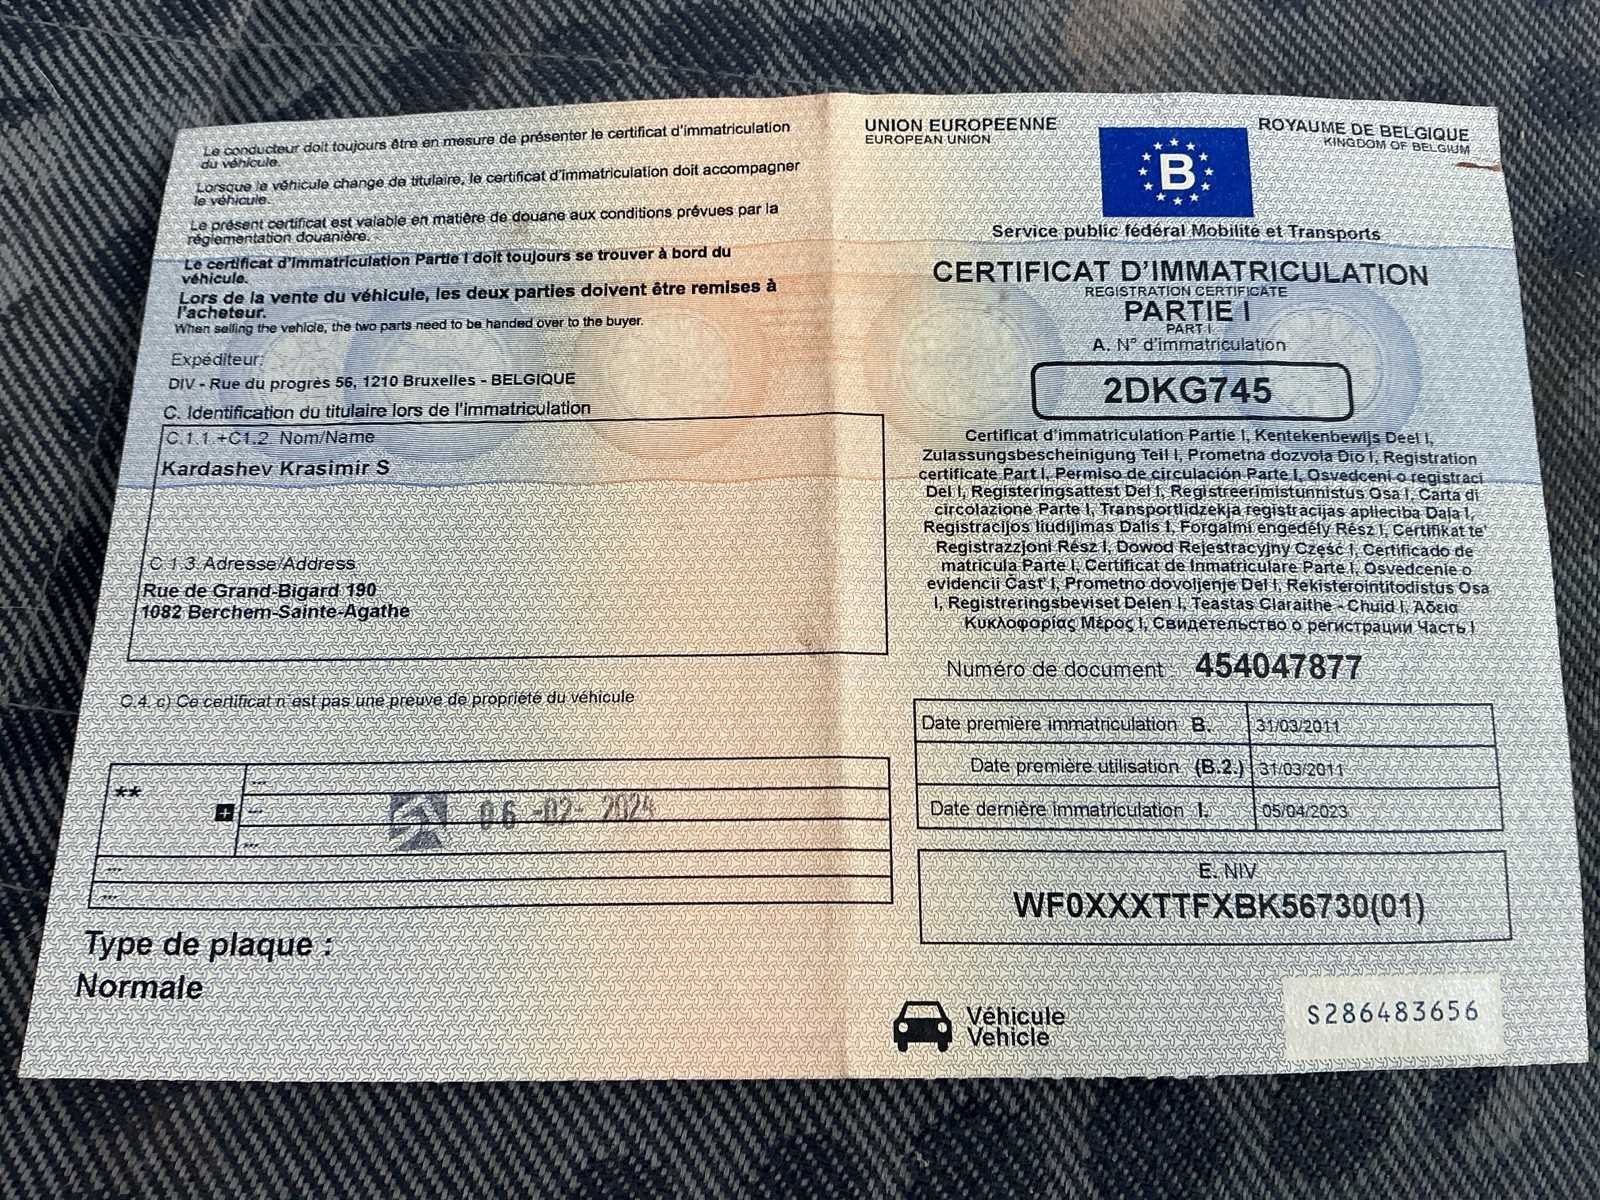 Le conducteur doit toujours être en mesure de présenter le certificat d'immatriculation
du véhicule.
Lorsque le véhicule change de titulaire, le certificat d'immatriculation doit accompagner
le véhicule.
Le présent certificat est valable en matière de douane aux conditions prévues par la
réglementation douanière.
Le certificat d'immatriculation Partie I doit toujours se trouver à bord du
véhicule.
Lors de la vente du véhicule, les deux parties doivent être remises à
l'acheteur.
When selling the vehicle, the two parts need to be handed over to the buyer.
Expéditeur:
DIV - Rue du progrès 56, 1210 Bruxelles - BELGIQUE
C. Identification du titulaire lors de l'immatriculation
C.1.1.+C1.2. Nom/Name
Kardashev Krasimir S
C.1.3. Adresse/Address
Rue de Grand-Bigard 190
1082 Berchem-Sainte-Agathe
C.4. c) Ce certificat n'est pas une preuve de propriété du véhicule
**
+
---
---
---
---
---
06 -02- 2024
Type de plaque :
Normale
UNION EUROPEENNE
EUROPEAN UNION
B
ROYAUME DE BELGIQUE
KINGDOM OF BELGIUM
Service public fédéral Mobilité et Transports
CERTIFICAT D'IMMATRICULATION
REGISTRATION CERTIFICATE
PARTIE I
PART I
A. N° d'immatriculation
2DKG745
Certificat d'immatriculation Partie I, Kentekenbewijs Deel I,
Zulassungsbescheinigung Teil I, Prometna dozvola Dio I, Registration
certificate Part I, Permiso de circulación Parte I, Osvedceni o registraci
Del I, Registeringsattest Del I, Registreerimistunnistus Osa I, Carta di
circolazione Parte I, Transportlidzekja registracijas aplieciba Daļa I,
Registracijos liudijimas Dalis I, Forgalmi engedély Rész I, Certifikat te'
Registrazzjoni Rész I, Dowod Rejestracyjny Część I, Certificado de
matricula Parte I, Certificat de Inmatriculare Parte I, Osvedcenie o
evidencii Čast' I, Prometno dovoljenje Del I, Rekisterointitodistus Osa
I, Registreringsbeviset Delen I, Teastas Claraithe - Chuid I, Άδεια
Κυκλοφορίας Μέρος I, Свидетельство о регистрации Часть I
Numéro de document 454047877
Date première immatriculation B. 31/03/2011
Date première utilisation (B.2.) 31/03/2011
Date dernière immatriculation I. 05/04/2023
E. NIV
WF0XXXTTFXBK56730(01)
Véhicule
Vehicle
S286483656